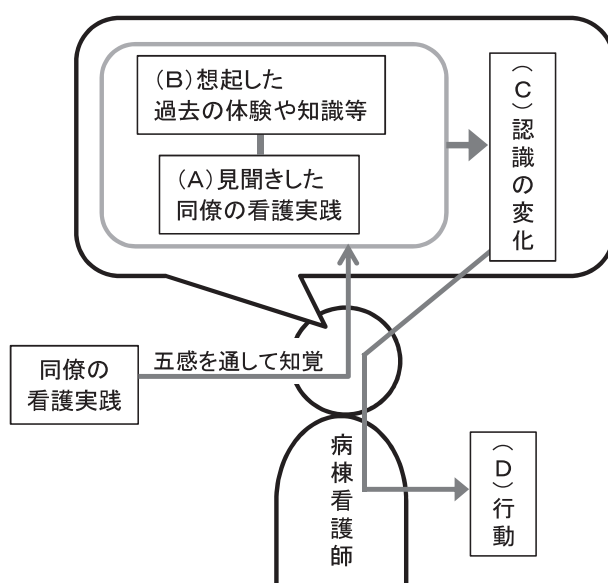 (B)想起した
過去の体験や知識等
(A)見聞きした
同僚の看護実践
(C)認識の変化
同僚の
看護実践
五感を通して知覚
病棟看護師
(D)行動